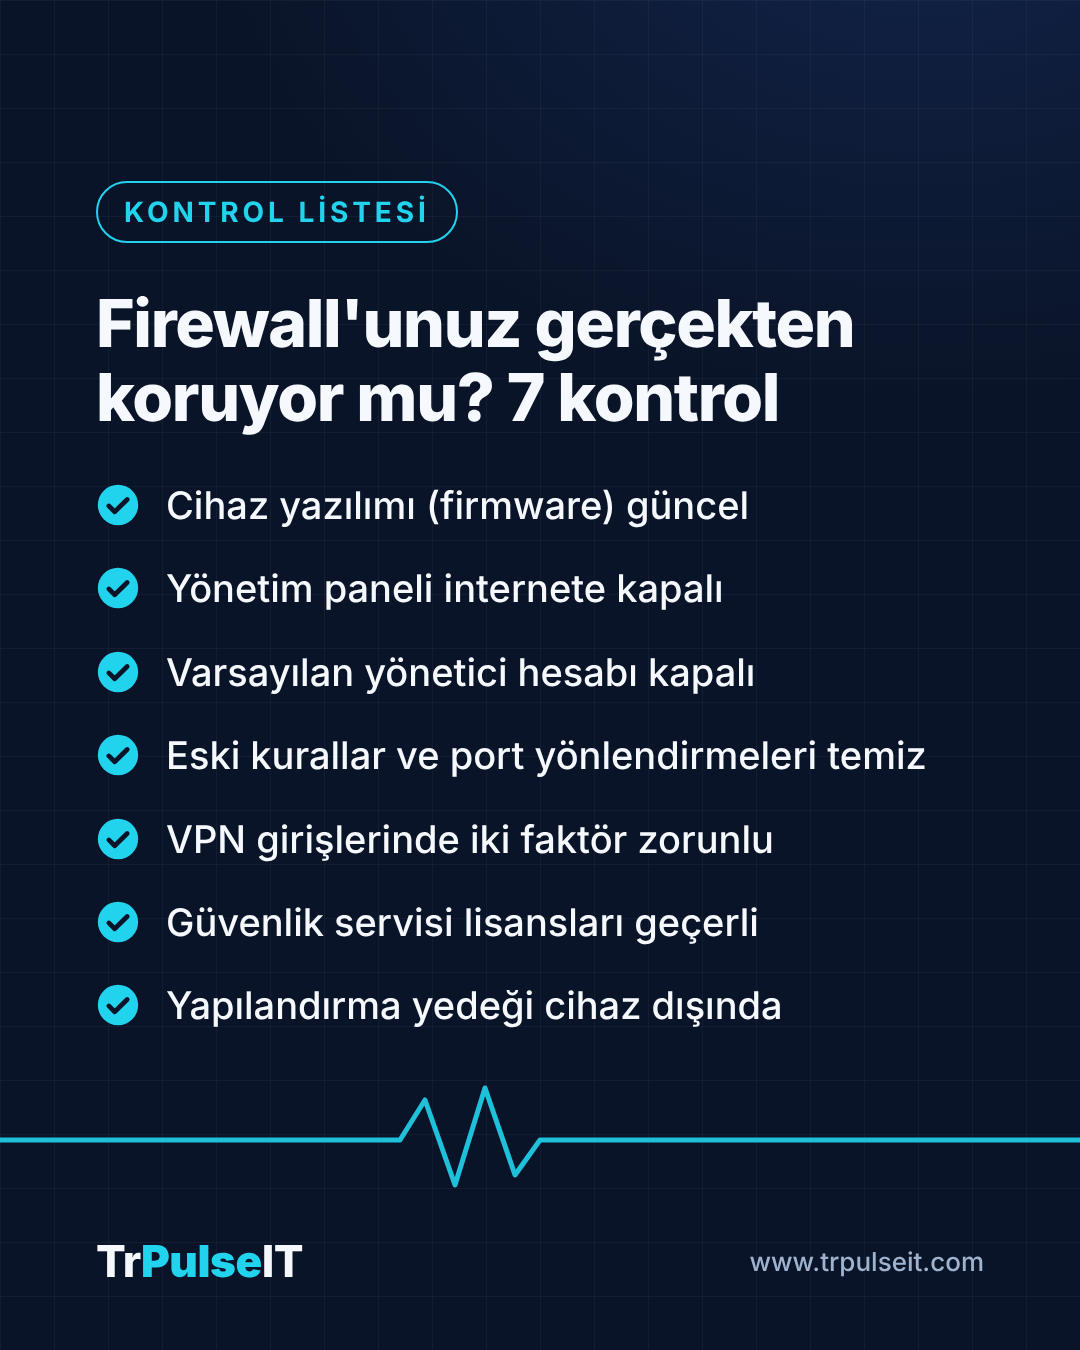 KONTROL LİSTESİ
Firewall'unuz gerçekten
koruyor mu? 7 kontrol
Cihaz yazılımı (firmware) güncel
Yönetim paneli internete kapalı
Varsayılan yönetici hesabı kapalı
Eski kurallar ve port yönlendirmeleri temiz
VPN girişlerinde iki faktör zorunlu
Güvenlik servisi lisansları geçerli
Yapılandırma yedeği cihaz dışında
TrPulseIT
www.trpulseit.com